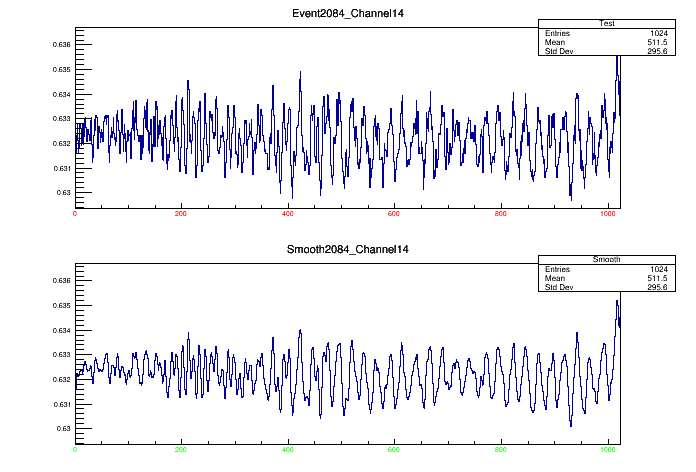 Event2084_Channel14
Test
Entries 1024
Mean 511.5
Std Dev 295.6
0.636
0.635
0.634
0.633
0.632
0.631
0.63
0 200 400 600 800 1000
Smooth2084_Channel14
Smooth
Entries 1024
Mean 511.5
Std Dev 295.6
0.636
0.635
0.634
0.633
0.632
0.631
0.63
0 200 400 600 800 1000